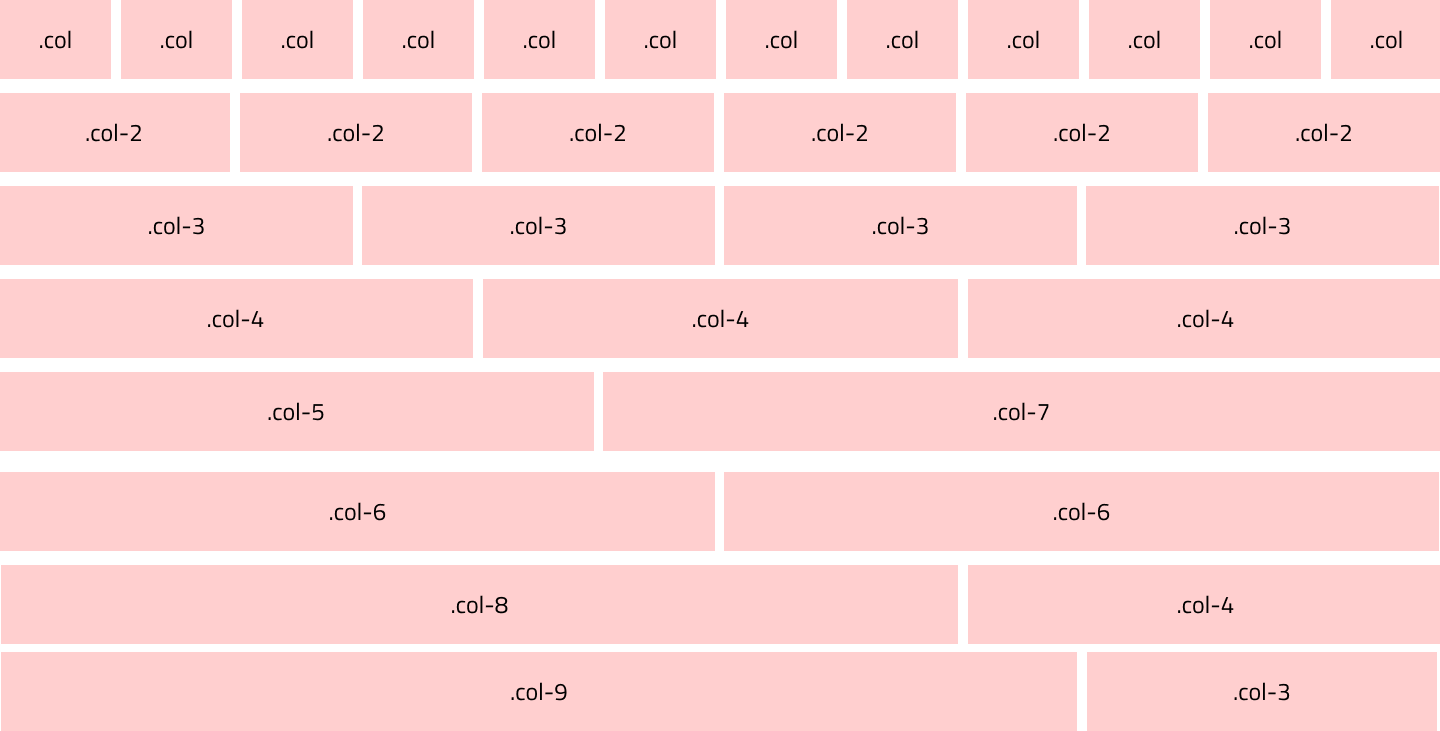 .col .col .col .col .col .col .col .col .col .col .col .col
.col-2 .col-2 .col-2 .col-2 .col-2 .col-2
.col-3 .col-3 .col-3 .col-3
.col-4 .col-4 .col-4
.col-5 .col-7
.col-6 .col-6
.col-8 .col-4
.col-9 .col-3